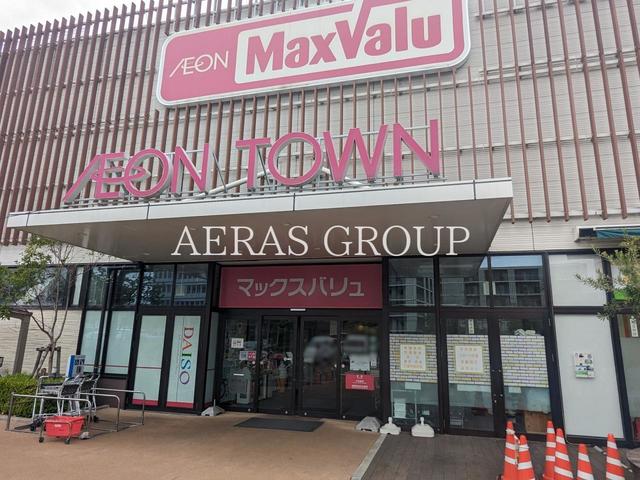 ÆON MaxValu
ÆON TOWN
AERAS GROUP
マックスバリュ
DAISO